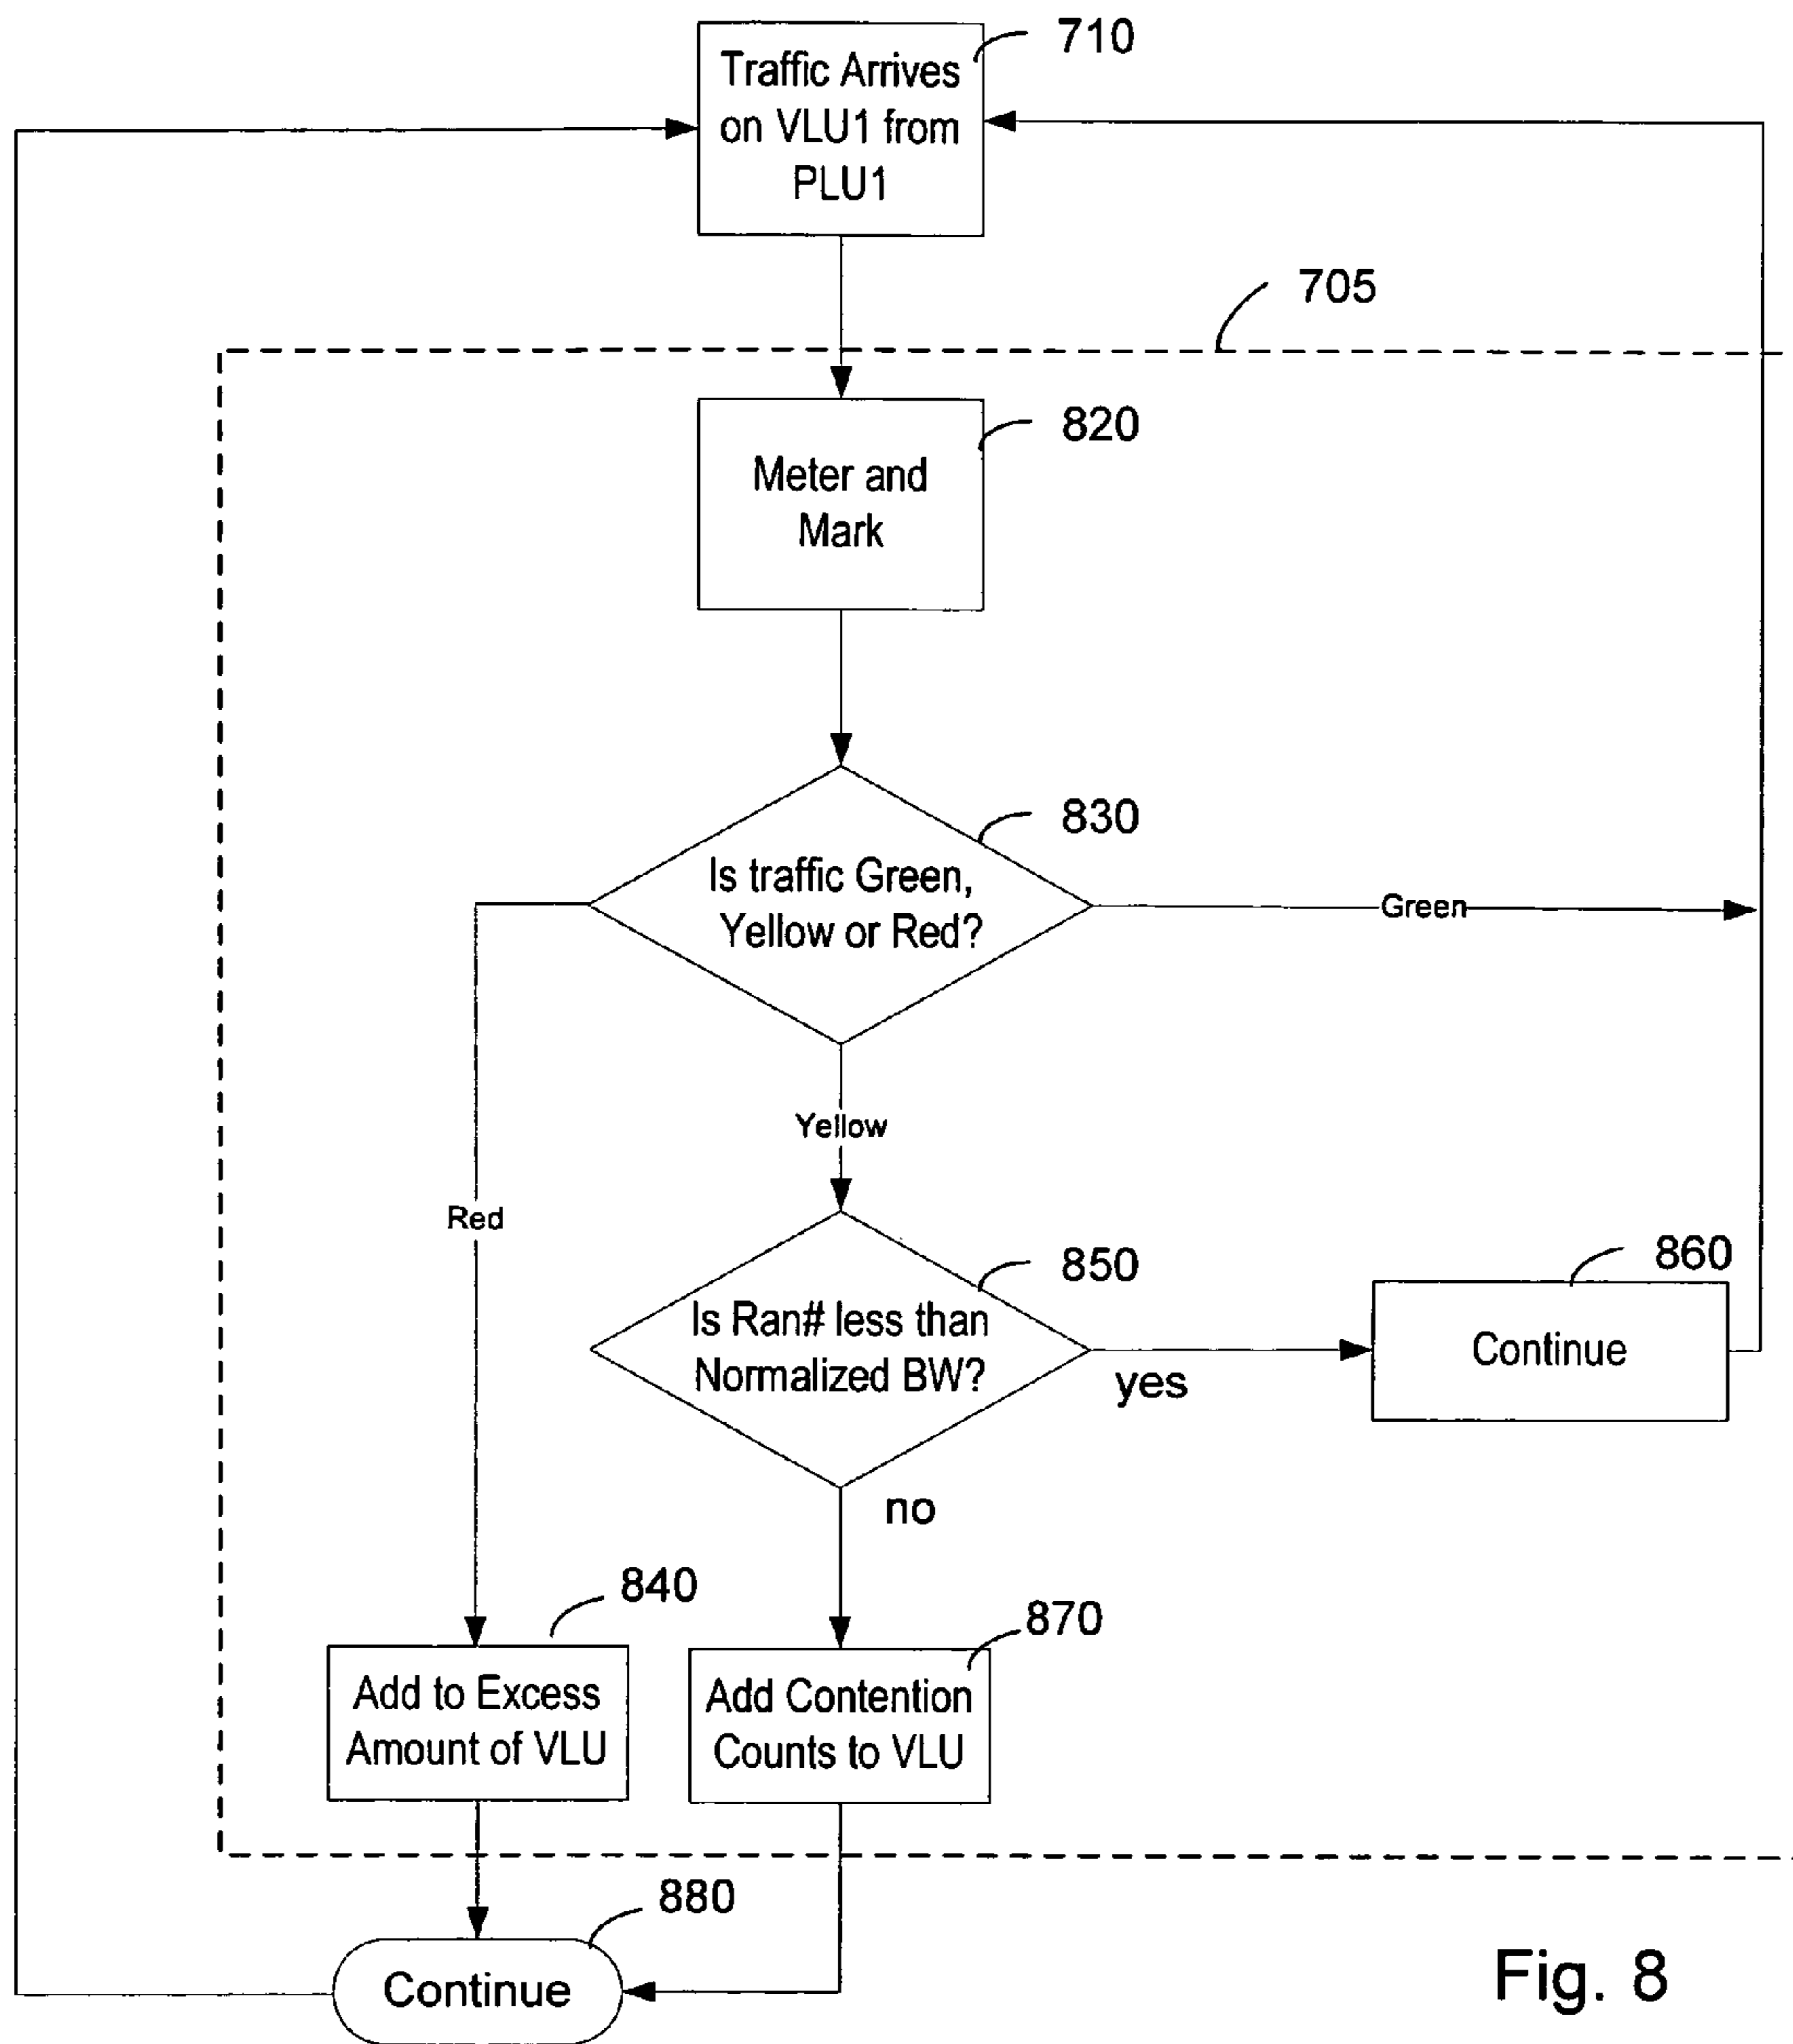 710
Traffic Arrives
on VLU1 from
PLU1
705
820
Meter and
Mark
830
Is traffic Green,
Yellow or Red?
Green
Yellow
Red
850
Is Ran# less than
Normalized BW?
yes
860
Continue
no
840
Add to Excess
Amount of VLU
870
Add Contention
Counts to VLU
880
Continue
Fig. 8